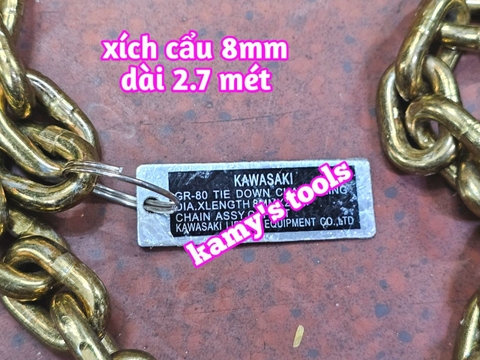 xích cẩu 8mm
dài 2.7 mét
KAWASAKI
GR-80 TIE DOWN
DIA.XLENGTH
CHAIN ASSY
KAWASAKI EQUIPMENT CO.,LTD
kamy's tools